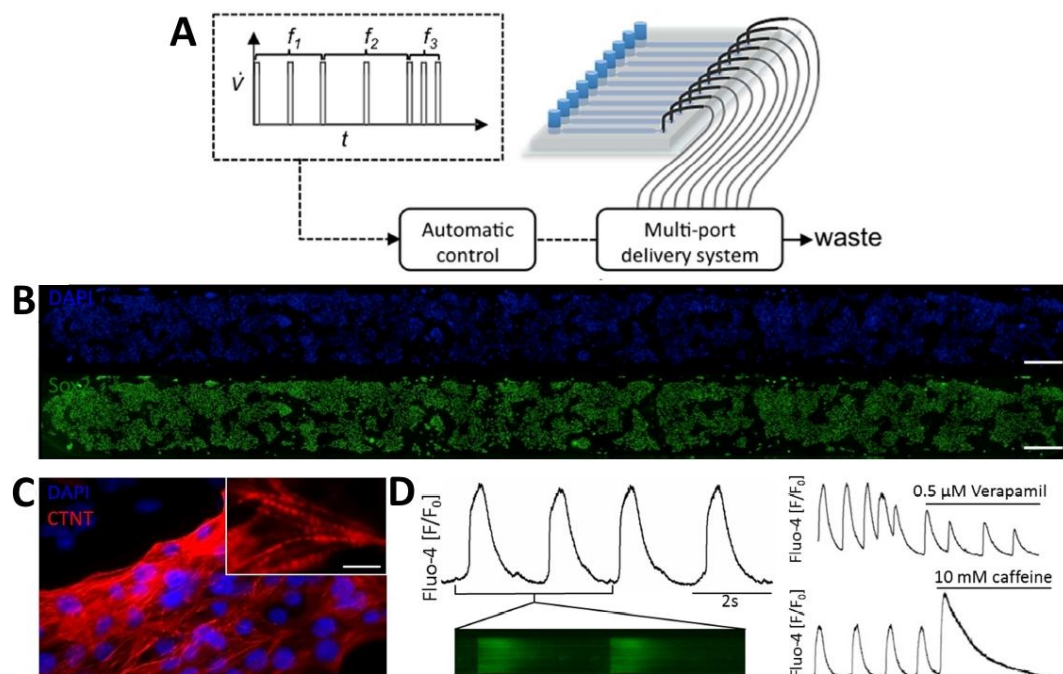 A
f1
f2
f3
V̇
t
Automatic
control
Multi-port
delivery system
waste
B
DAPI
Sox2
C
DAPI
CTNT
D
Fluo-4 [F/F0]
2s
Fluo-4 [F/F0]
0.5 µM Verapamil
Fluo-4 [F/F0]
10 mM caffeine